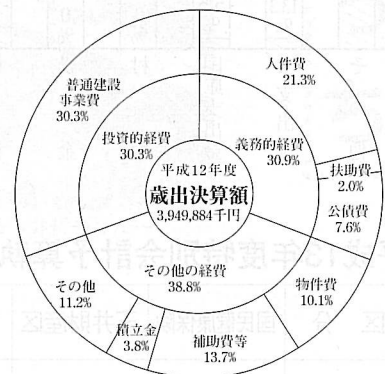 平成12年度
歳出決算額
3,949,884千円
義務的経費
30.9%
人件費
21.3%
扶助費
2.0%
公債費
7.6%
その他の経費
38.8%
物件費
10.1%
補助費等
13.7%
積立金
3.8%
その他
11.2%
投資的経費
30.3%
普通建設
事業費
30.3%